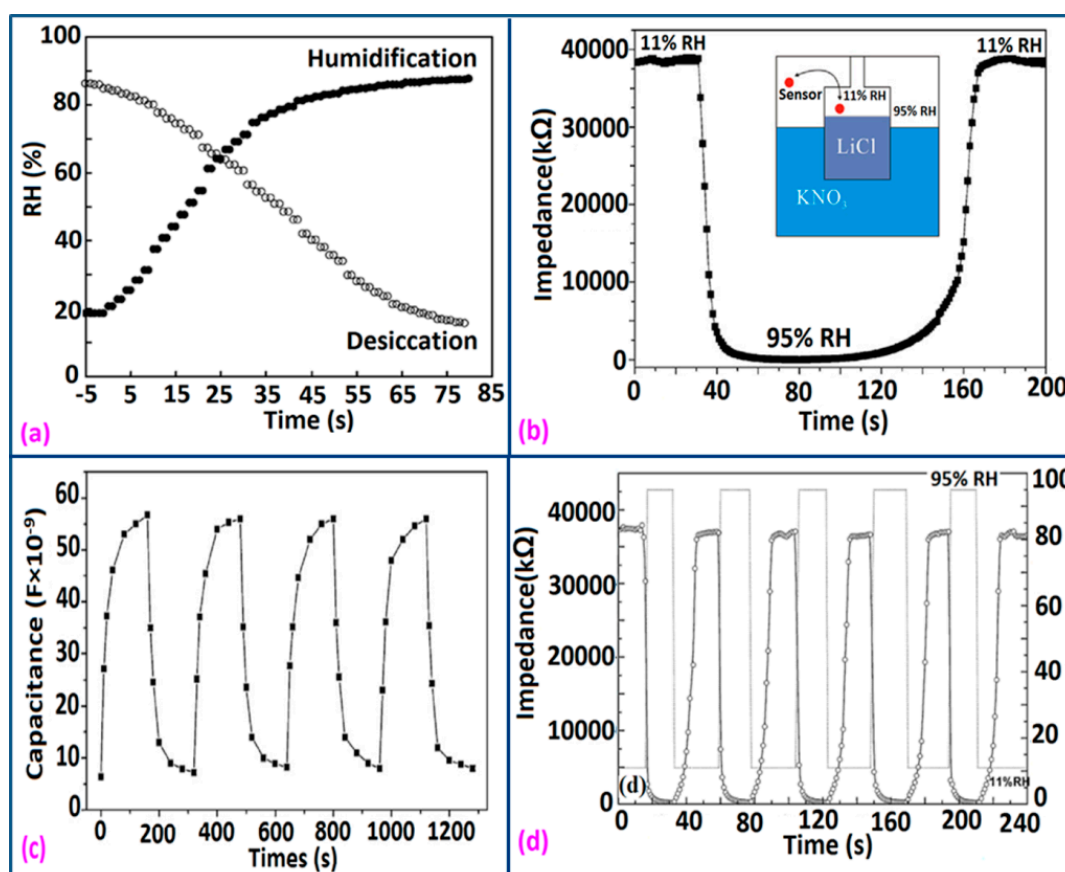 100
80
60
40
20
0
RH (%)
Humidification
Desiccation
-5 5 15 25 35 45 55 65 75 85
Time (s)
(a)
40000
30000
20000
10000
0
Impedance(kΩ)
11% RH
11% RH
Sensor
11% RH
95% RH
LiCl
KNO3
95% RH
0 40 80 120 160 200
Time (s)
(b)
60
50
40
30
20
10
0
Capacitance (F×10⁻⁹)
0 200 400 600 800 1000 1200
Times (s)
(c)
95% RH
40000
30000
20000
10000
0
Impedance(kΩ)
100
80
60
40
20
0
(d)
11%RH
0 40 80 120 160 200 240
Time (s)
(d)